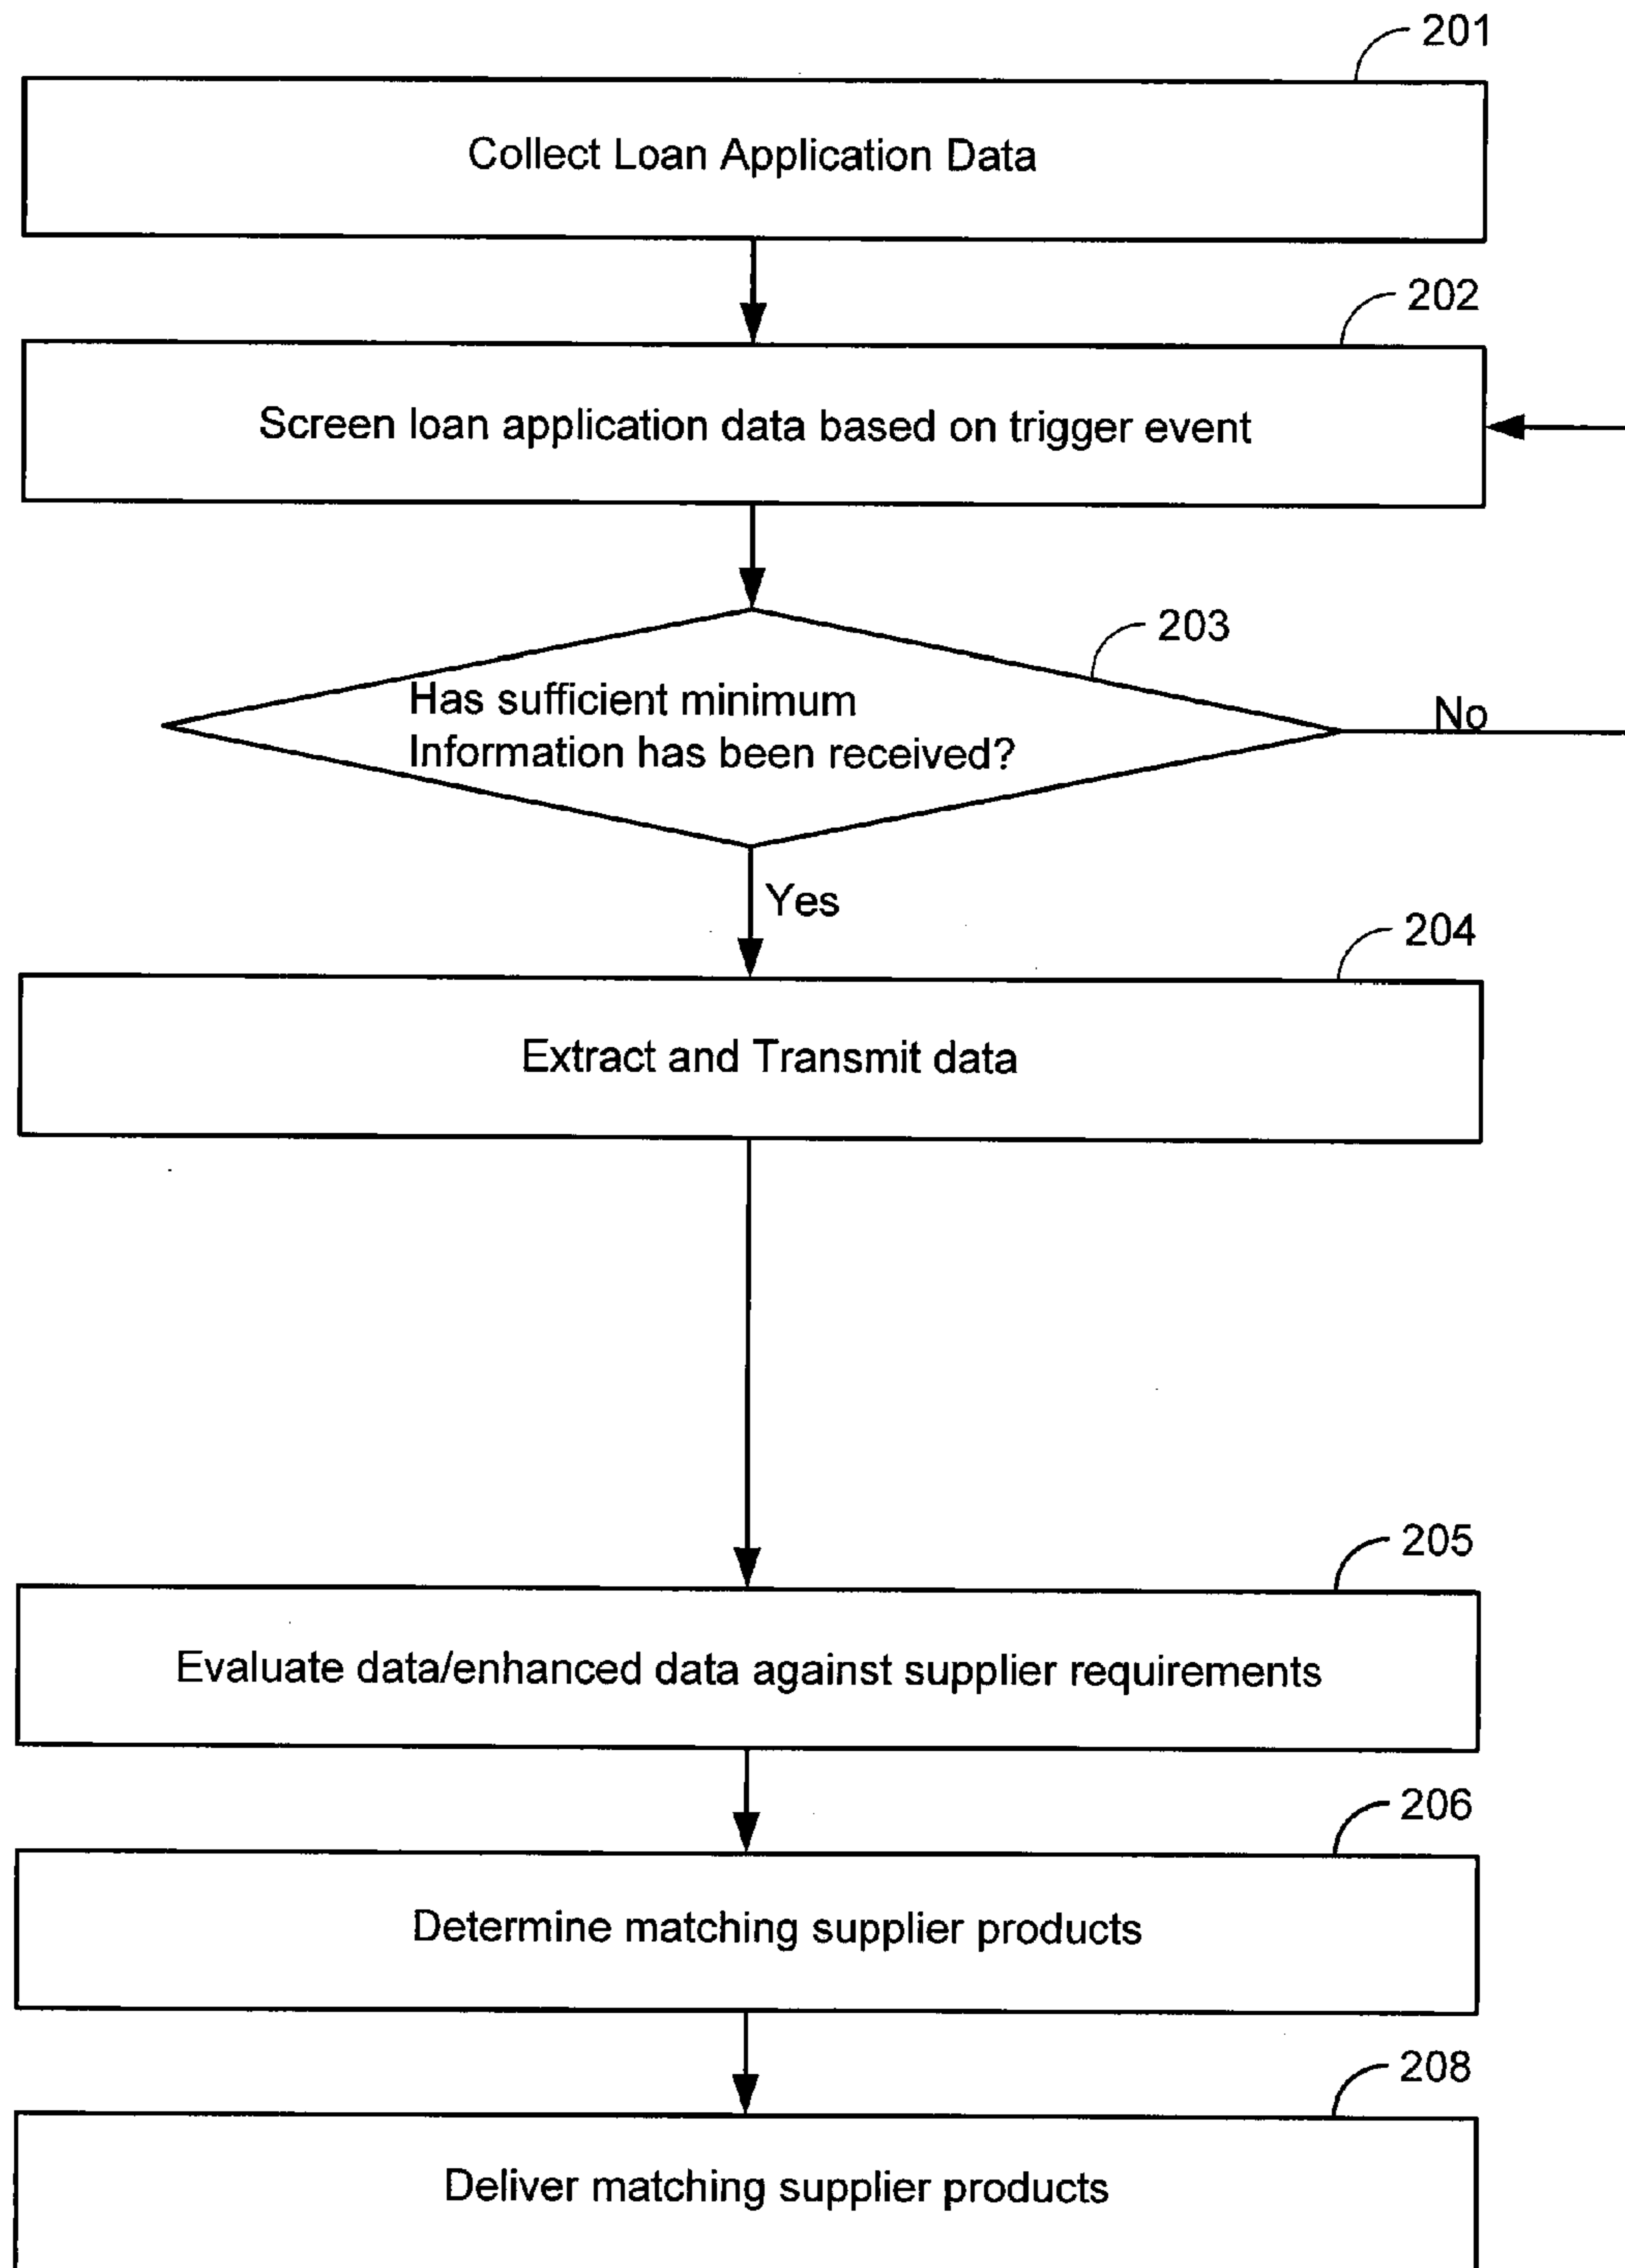 201
Collect Loan Application Data
202
Screen loan application data based on trigger event
203
Has sufficient minimum
Information has been received?
No
Yes
204
Extract and Transmit data
205
Evaluate data/enhanced data against supplier requirements
206
Determine matching supplier products
208
Deliver matching supplier products